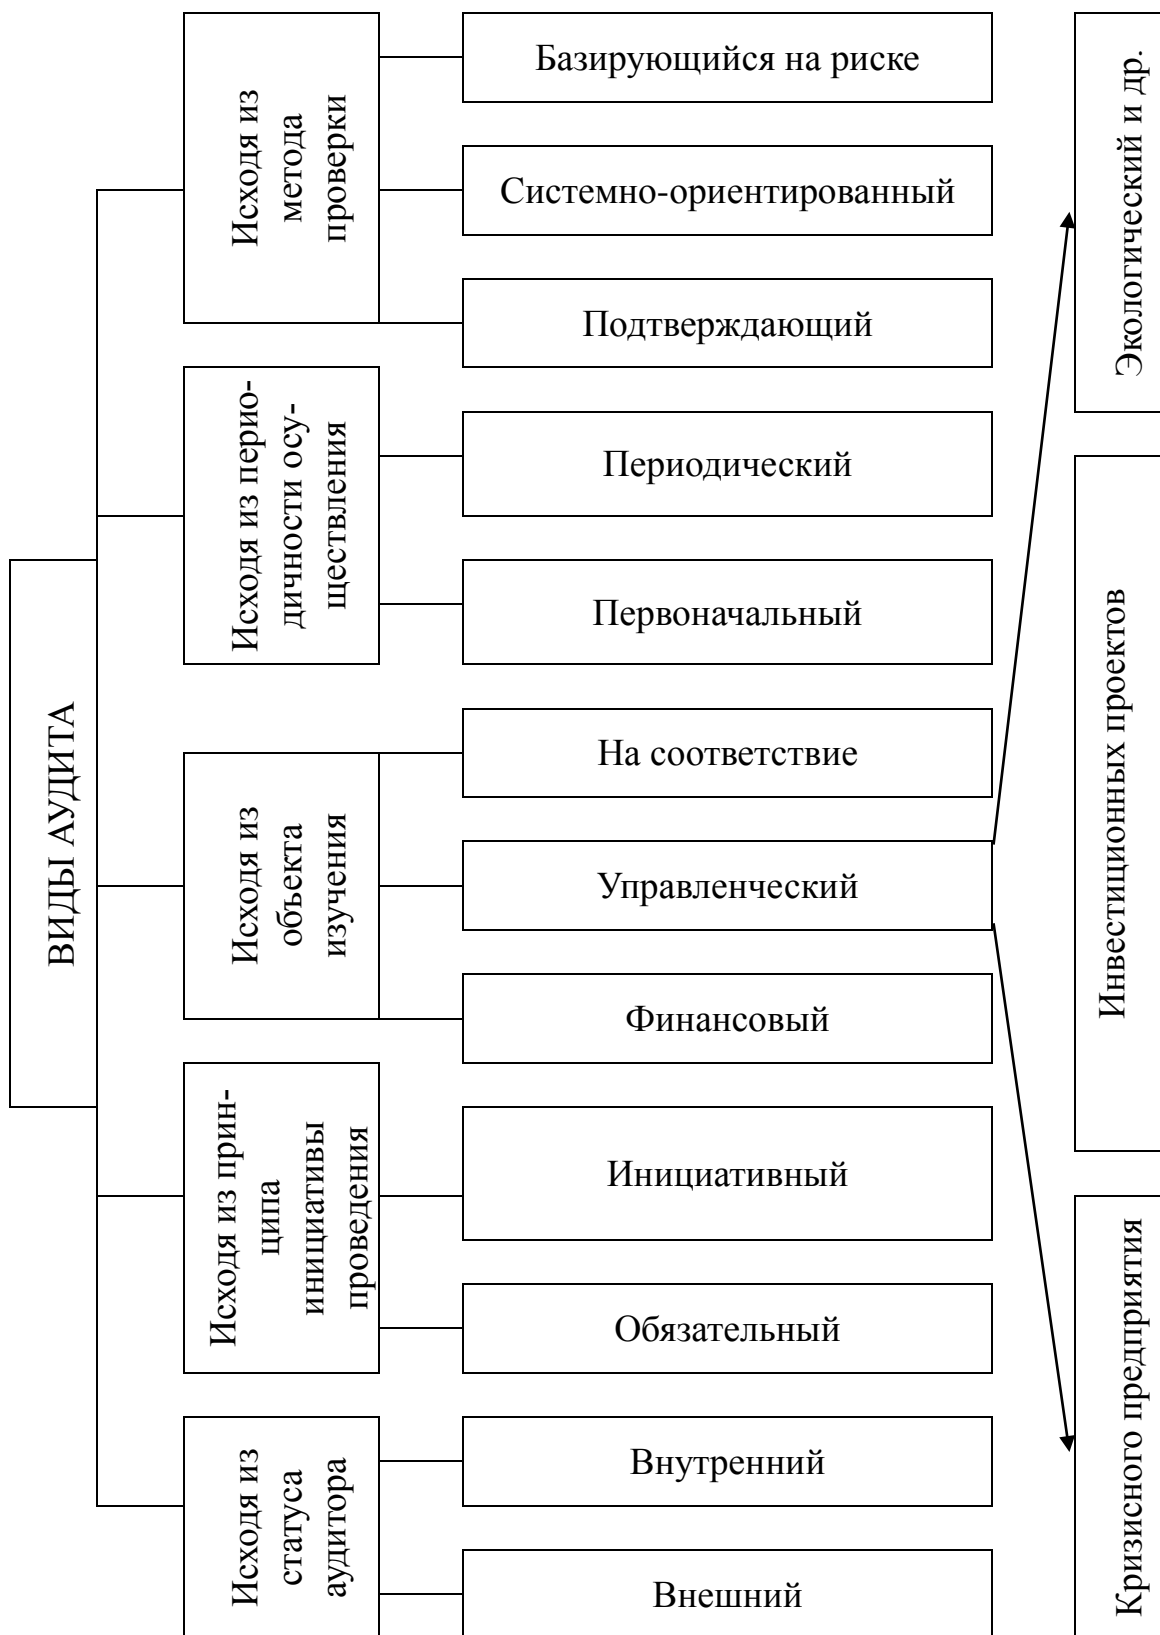 ВИДЫ АУДИТА
Исходя из
метода
проверки
Базирующийся на риске
Системно-ориентированный
Подтверждающий
Исходя из перио-
дичности осу-
ществления
Периодический
Первоначальный
Исходя из
объекта
изучения
На соответствие
Управленческий
Финансовый
Исходя из прин-
ципа
инициативы
проведения
Инициативный
Обязательный
Исходя из
статуса
аудитора
Внутренний
Внешний
Экологический и др.
Инвестиционных проектов
Кризисного предприятия